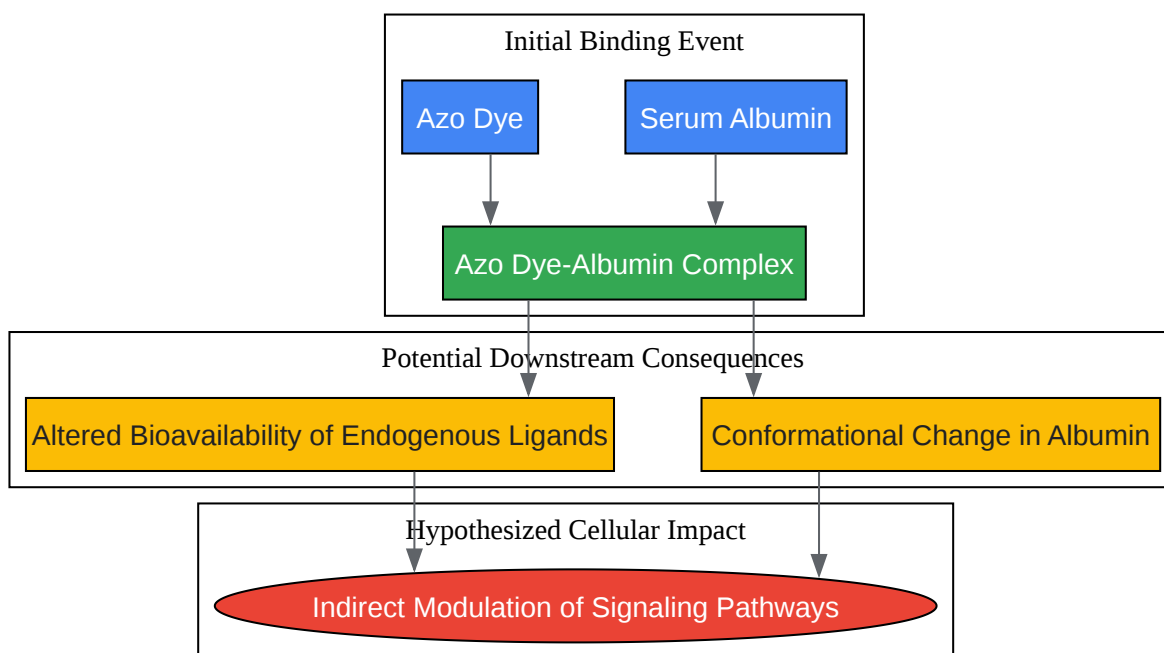 Initial Binding Event
Azo Dye
Serum Albumin
Azo Dye-Albumin Complex
Potential Downstream Consequences
Altered Bioavailability of Endogenous Ligands
Conformational Change in Albumin
Hypothesized Cellular Impact
Indirect Modulation of Signaling Pathways